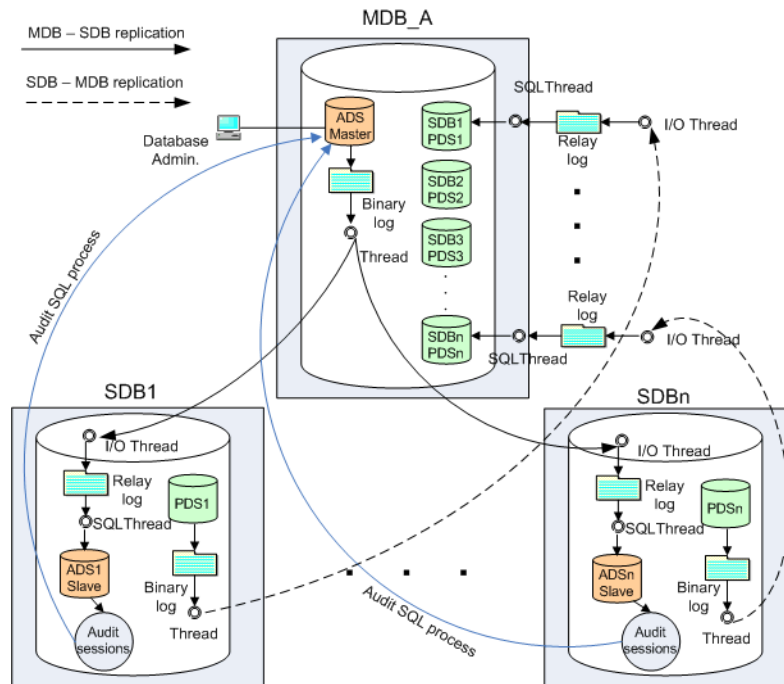 MDB – SDB replication
SDB – MDB replication
MDB_A
ADS
Master
Database
Admin.
Binary
log
Thread
SDB1
PDS1
SDB2
PDS2
SDB3
PDS3
SDBn
PDSn
SQLThread
Relay
log
I/O Thread
Relay
log
SQLThread
I/O Thread
Audit SQL process
Audit SQL process
SDB1
I/O Thread
Relay
log
SQLThread
ADS1
Slave
Audit
sessions
PDS1
Binary
log
Thread
SDBn
I/O Thread
Relay
log
SQLThread
ADSn
Slave
Audit
sessions
PDSn
Binary
log
Thread